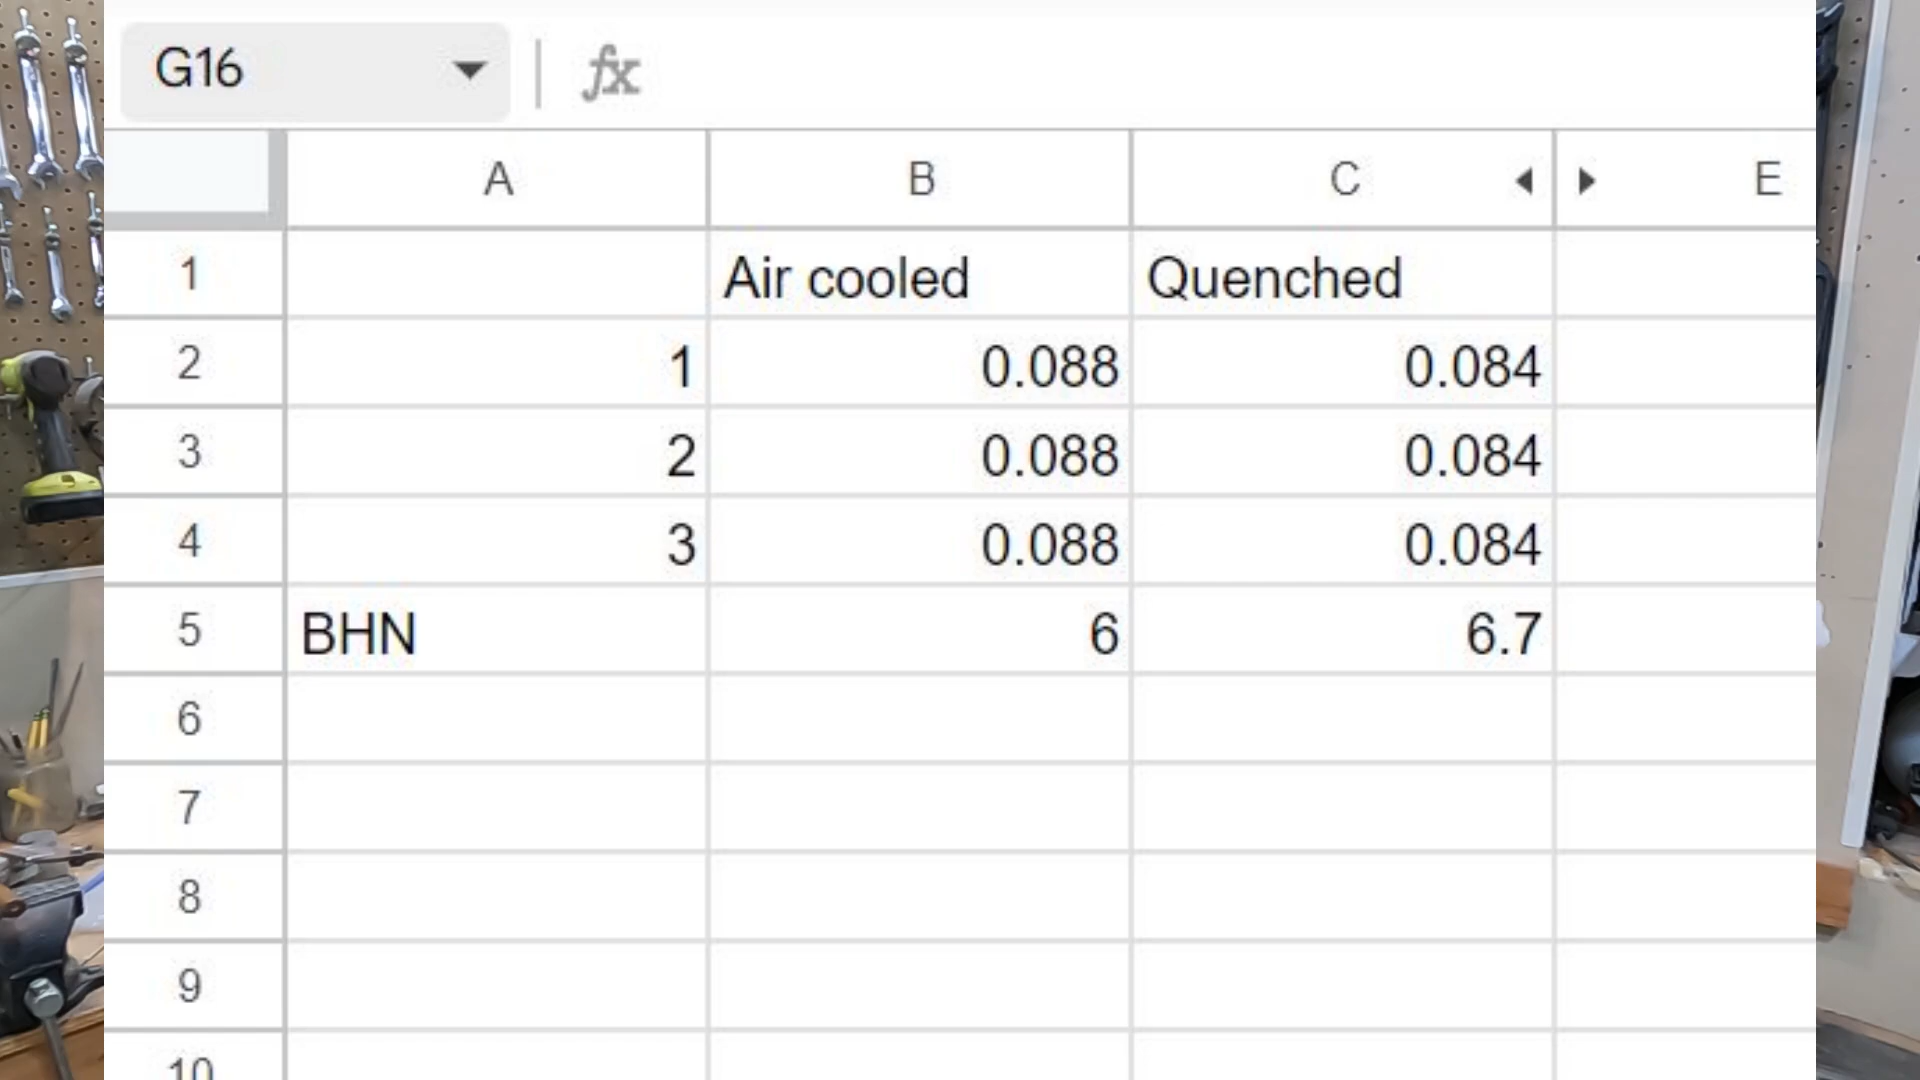 G16 fx
A B C E
1 Air cooled Quenched
2 1 0.088 0.084
3 2 0.088 0.084
4 3 0.088 0.084
5 BHN 6 6.7
6
7
8
9
10